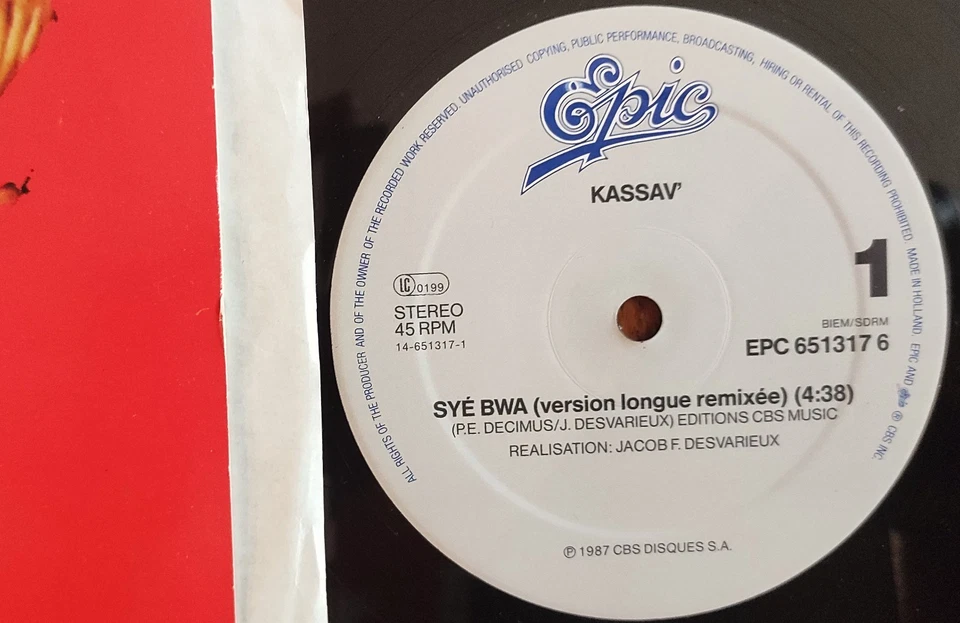 ALL RIGHTS OF THE PRODUCER AND OF THE OWNER OF THE RECORDED WORK RESERVED. UNAUTHORISED COPYING, PUBLIC PERFORMANCE, BROADCASTING, HIRING OR RENTAL OF THIS RECORDING PROHIBITED. MADE IN HOLLAND. EPIC AND epic ® CBS INC.
Epic
KASSAV'
1
LC 0199
STEREO
45 RPM
14-651317-1
BIEM/SDRM
EPC 651317 6
SYÉ BWA (version longue remixée) (4:38)
(P.E. DECIMUS/J. DESVARIEUX) EDITIONS CBS MUSIC
REALISATION: JACOB F. DESVARIEUX
℗ 1987 CBS DISQUES S.A.